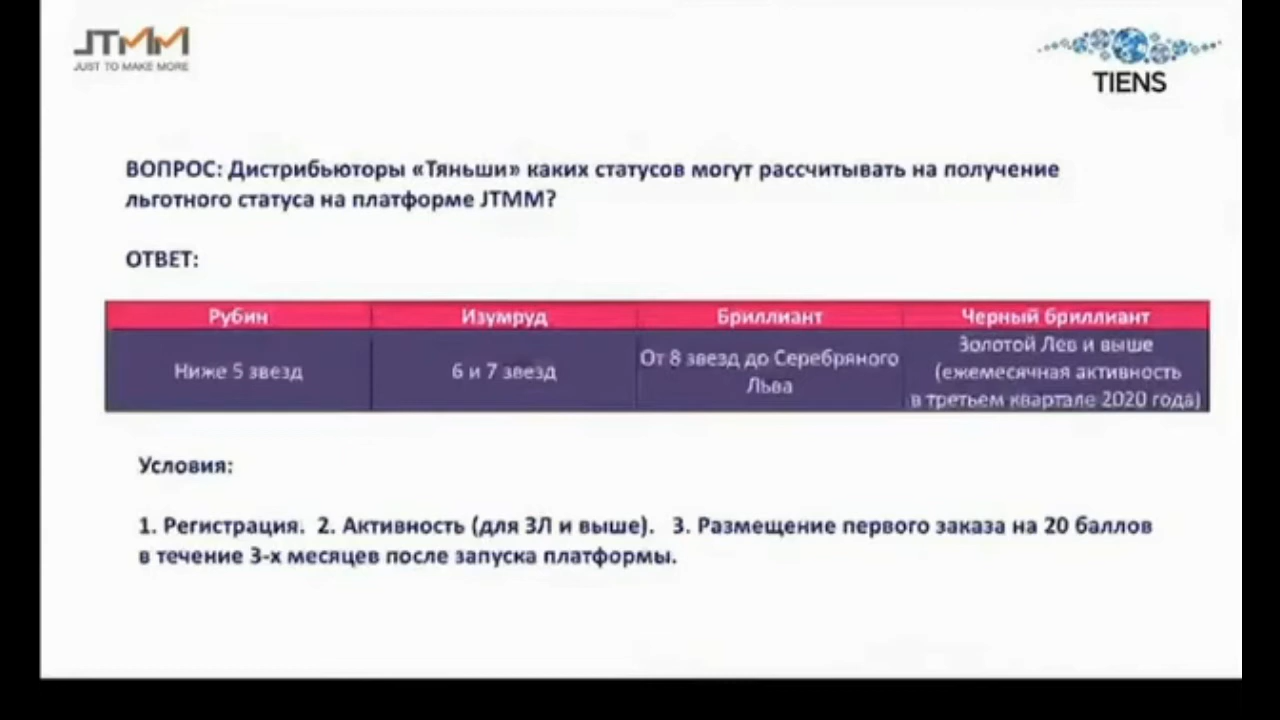 JTMM
JUST TO MAKE MORE
TIENS
ВОПРОС: Дистрибьюторы «Тяньши» каких статусов могут рассчитывать на получение
льготного статуса на платформе JTMM?
ОТВЕТ:
Рубин
Изумруд
Бриллиант
Черный бриллиант
Ниже 5 звезд
6 и 7 звезд
От 8 звезд до Серебряного
Льва
Золотой Лев и выше
(ежемесячная активность
в третьем квартале 2020 года)
Условия:
1. Регистрация. 2. Активность (для ЗЛ и выше). 3. Размещение первого заказа на 20 баллов
в течение 3-х месяцев после запуска платформы.